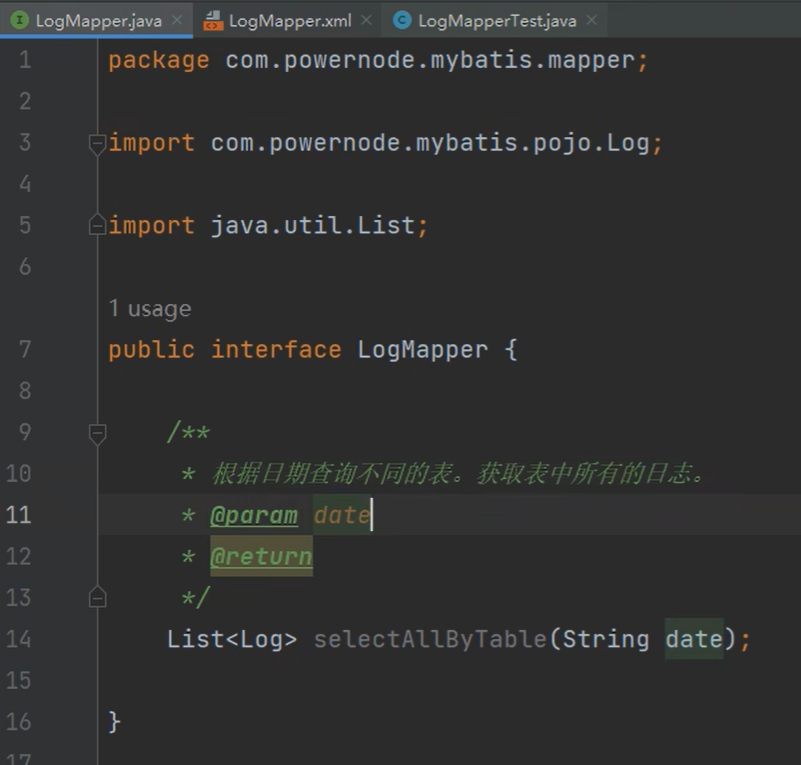 LogMapper.java LogMapper.xml LogMapperTest.java
1 package com.powernode.mybatis.mapper;
2
3 import com.powernode.mybatis.pojo.Log;
4
5 import java.util.List;
6
1 usage
7 public interface LogMapper {
8
9 /**
10 * 根据日期查询不同的表。获取表中所有的日志。
11 * @param date
12 * @return
13 */
14 List<Log> selectAllByTable(String date);
15
16 }
17